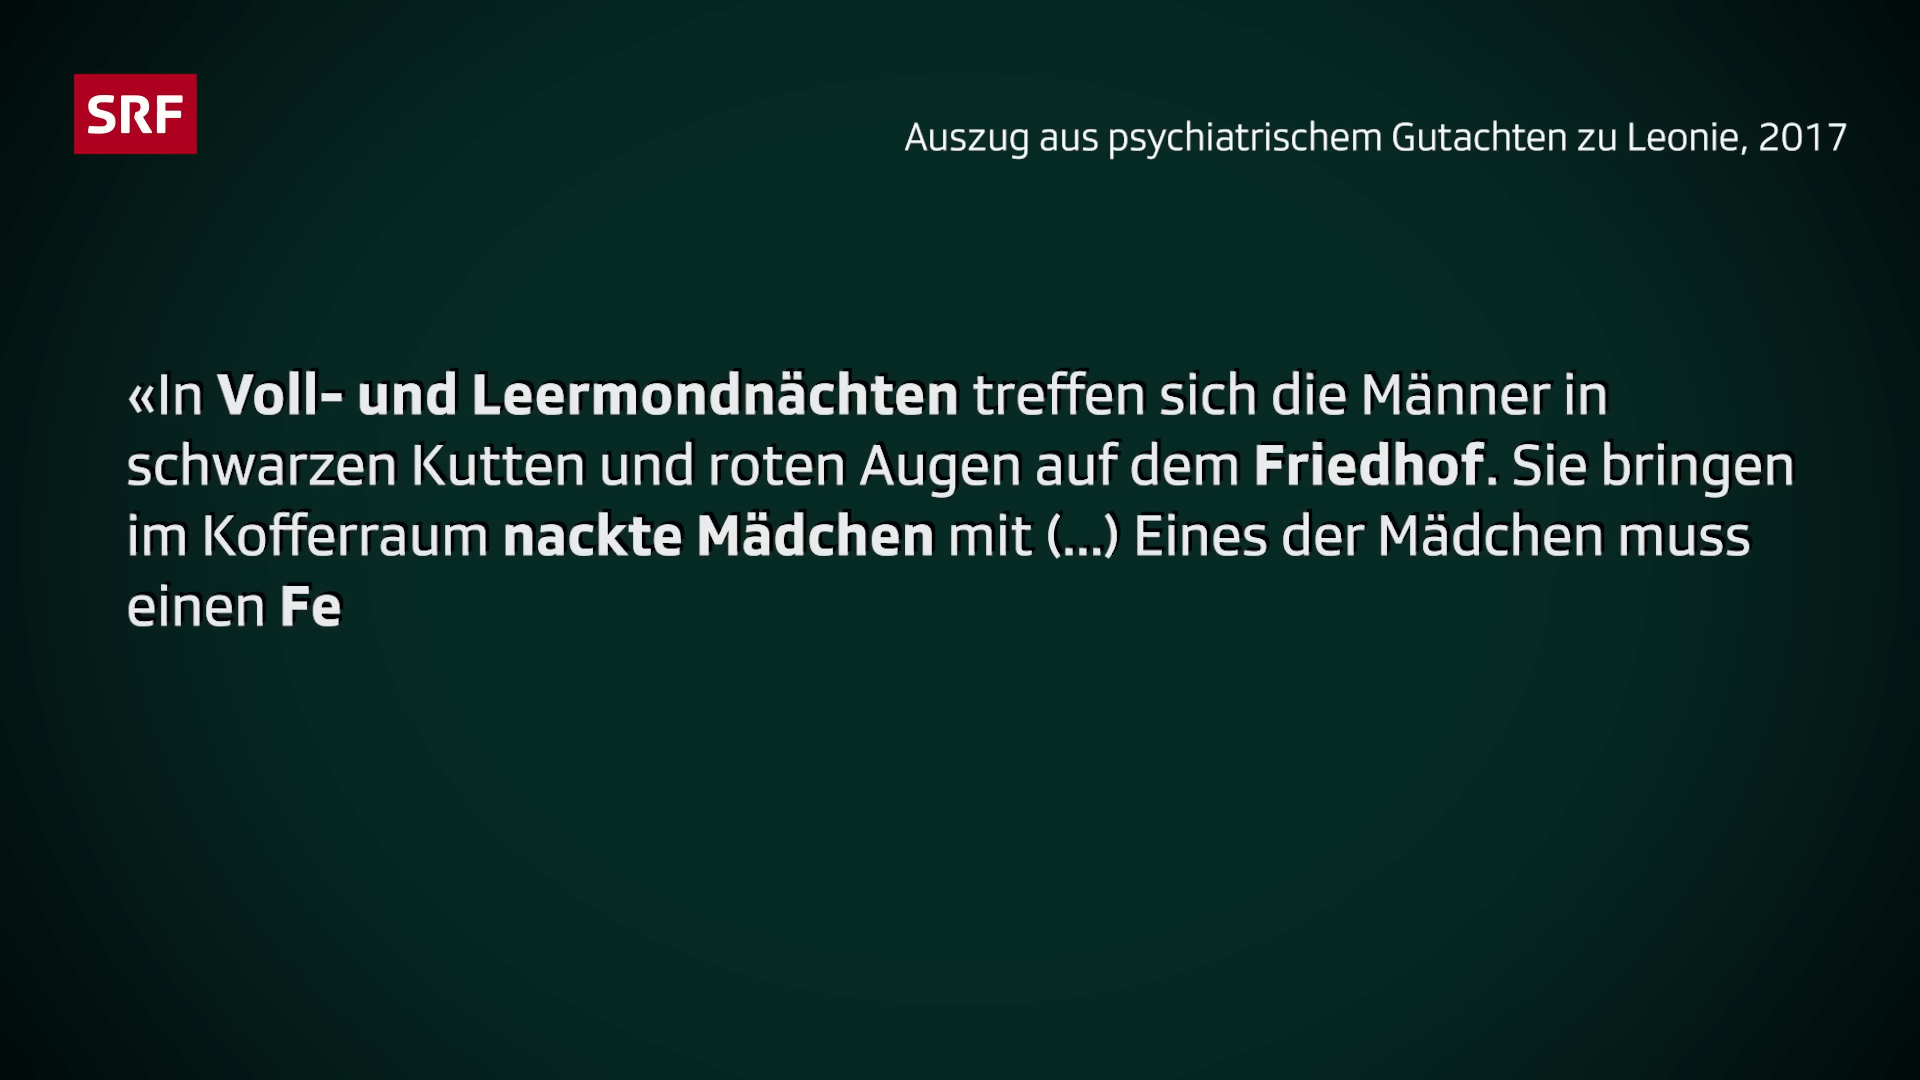 SRF
Auszug aus psychiatrischem Gutachten zu Leonie, 2017
«In Voll- und Leermondnächten treffen sich die Männer in
schwarzen Kutten und roten Augen auf dem Friedhof. Sie bringen
im Kofferraum nackte Mädchen mit (...) Eines der Mädchen muss
einen Fe